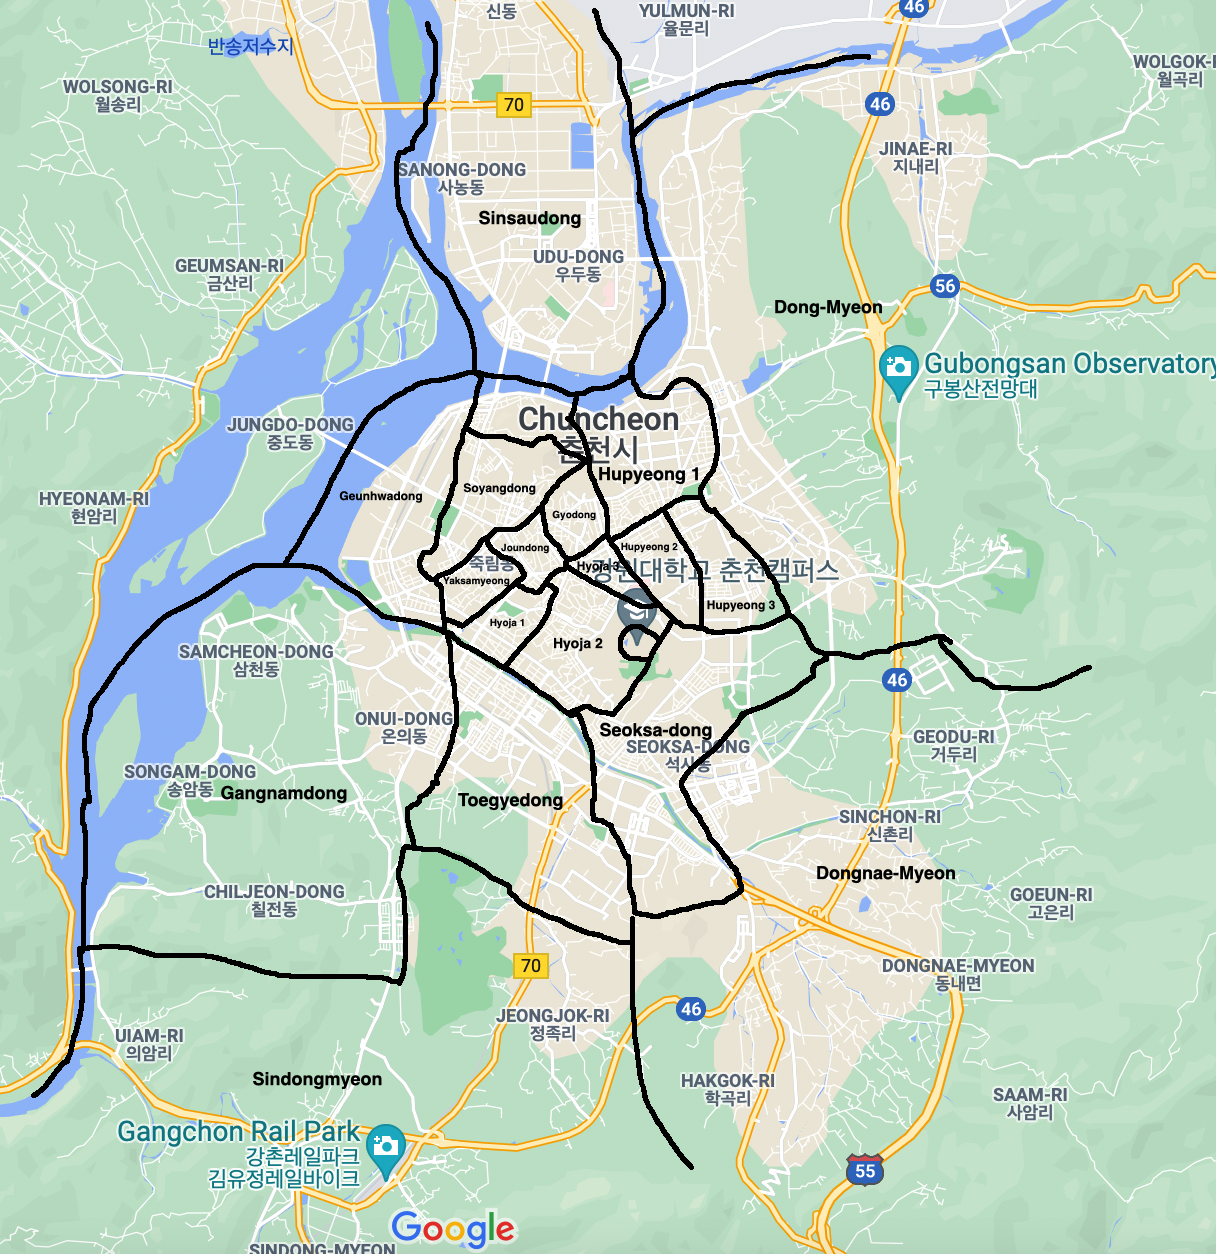 46
신동
YULMUN-RI
율문리
반송저수지
WOLSONG-RI
월송리
WOLGOK-R
월곡리
70
46
JINAE-RI
지내리
SANONG-DONG
사농동
Sinsaudong
UDU-DONG
우두동
GEUMSAN-RI
금산리
56
Dong-Myeon
Gubongsan Observatory
구봉산전망대
Chuncheon
춘천시
JUNGDO-DONG
중도동
Hupyeong 1
HYEONAM-RI
현암리
Geunhwadong
Soyangdong
Gyodong
Joundong
죽림동
Hupyeong 2
Hyoja 3
강원대학교 춘천캠퍼스
Yaksamyeong
Hupyeong 3
Hyoja 1
Hyoja 2
SAMCHEON-DONG
삼천동
46
ONUI-DONG
온의동
Seoksa-dong
SEOKSA-DONG
석사동
GEODU-RI
거두리
SONGAM-DONG
송암동
Gangnamdong
Toegyedong
SINCHON-RI
신촌리
Dongnae-Myeon
CHILJEON-DONG
칠전동
GOEUN-RI
고은리
70
DONGNAE-MYEON
동내면
46
JEONGJOK-RI
정족리
UIAM-RI
의암리
Sindongmyeon
HAKGOK-RI
학곡리
SAAM-RI
사암리
Gangchon Rail Park
강촌레일파크
김유정레일바이크
55
Google
SINDONG-MYEON